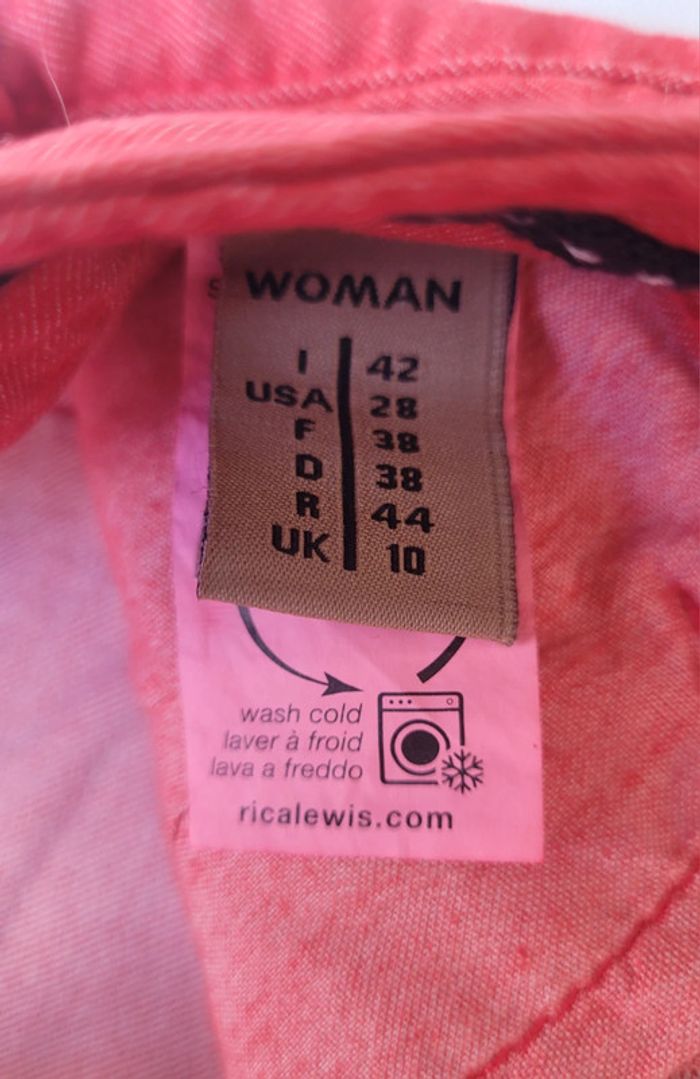 WOMAN
I 42
USA 28
F 38
D 38
R 44
UK 10
wash cold
laver à froid
lava a freddo
ricalewis.com